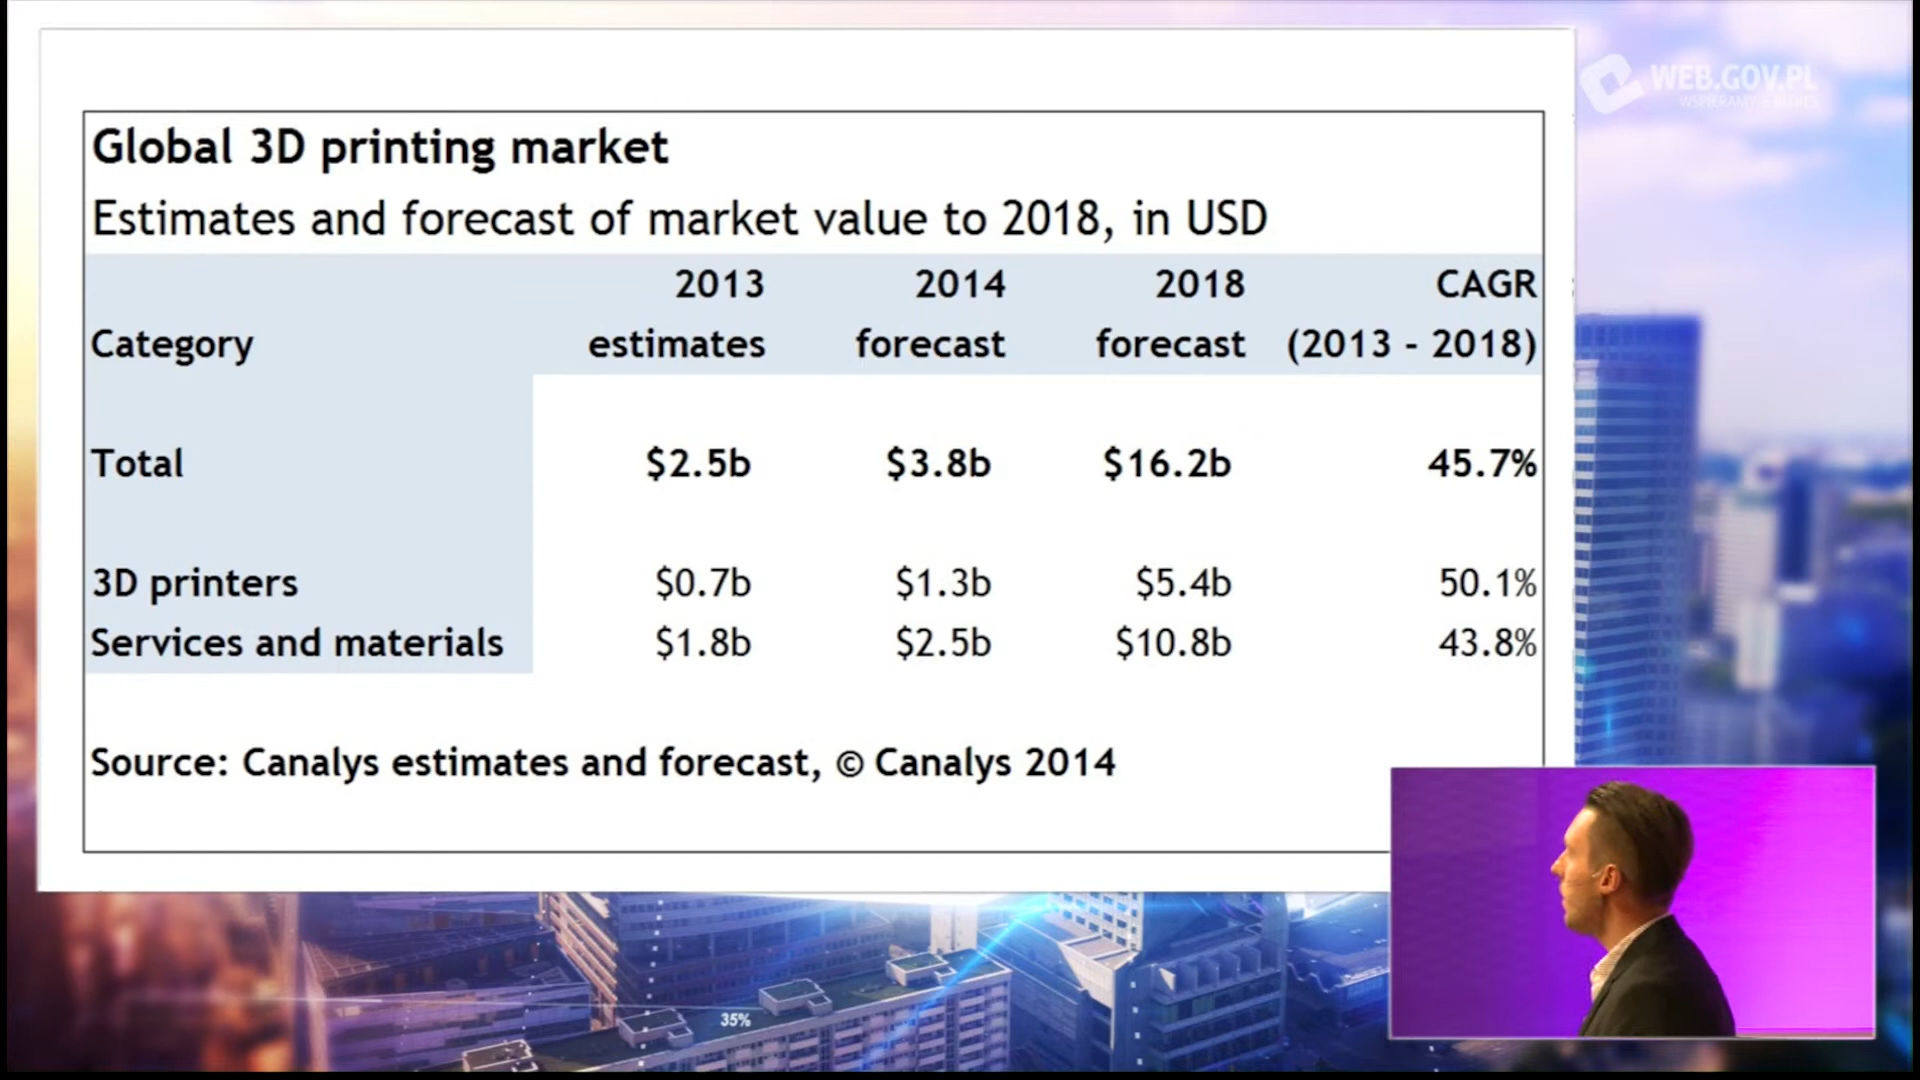 WEB.GOV.PL
WSPIERAMY E-BIZNES
Global 3D printing market
Estimates and forecast of market value to 2018, in USD
Category 2013 estimates 2014 forecast 2018 forecast CAGR (2013 - 2018)
Total $2.5b $3.8b $16.2b 45.7%
3D printers $0.7b $1.3b $5.4b 50.1%
Services and materials $1.8b $2.5b $10.8b 43.8%
Source: Canalys estimates and forecast, © Canalys 2014
35%